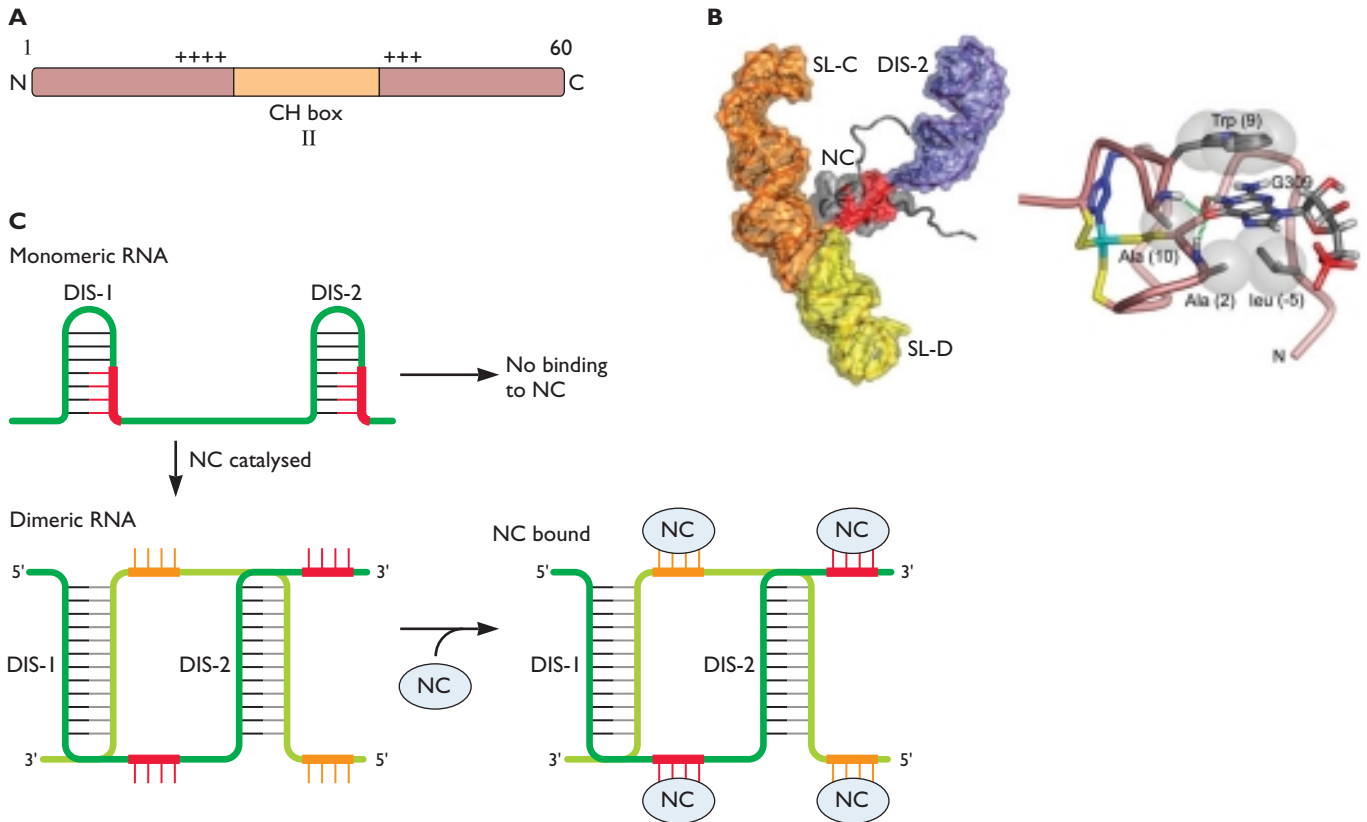 A
1
++++
+++
60
N
C
CH box
II
B
SL-C
DIS-2
NC
SL-D
Trp (9)
G309
Ala (10)
Ala (2)
leu (-5)
N
C
Monomeric RNA
DIS-1
DIS-2
No binding
to NC
NC catalysed
Dimeric RNA
5'
3'
DIS-1
DIS-2
3'
5'
NC
NC bound
NC
NC
5'
3'
DIS-1
DIS-2
3'
5'
NC
NC